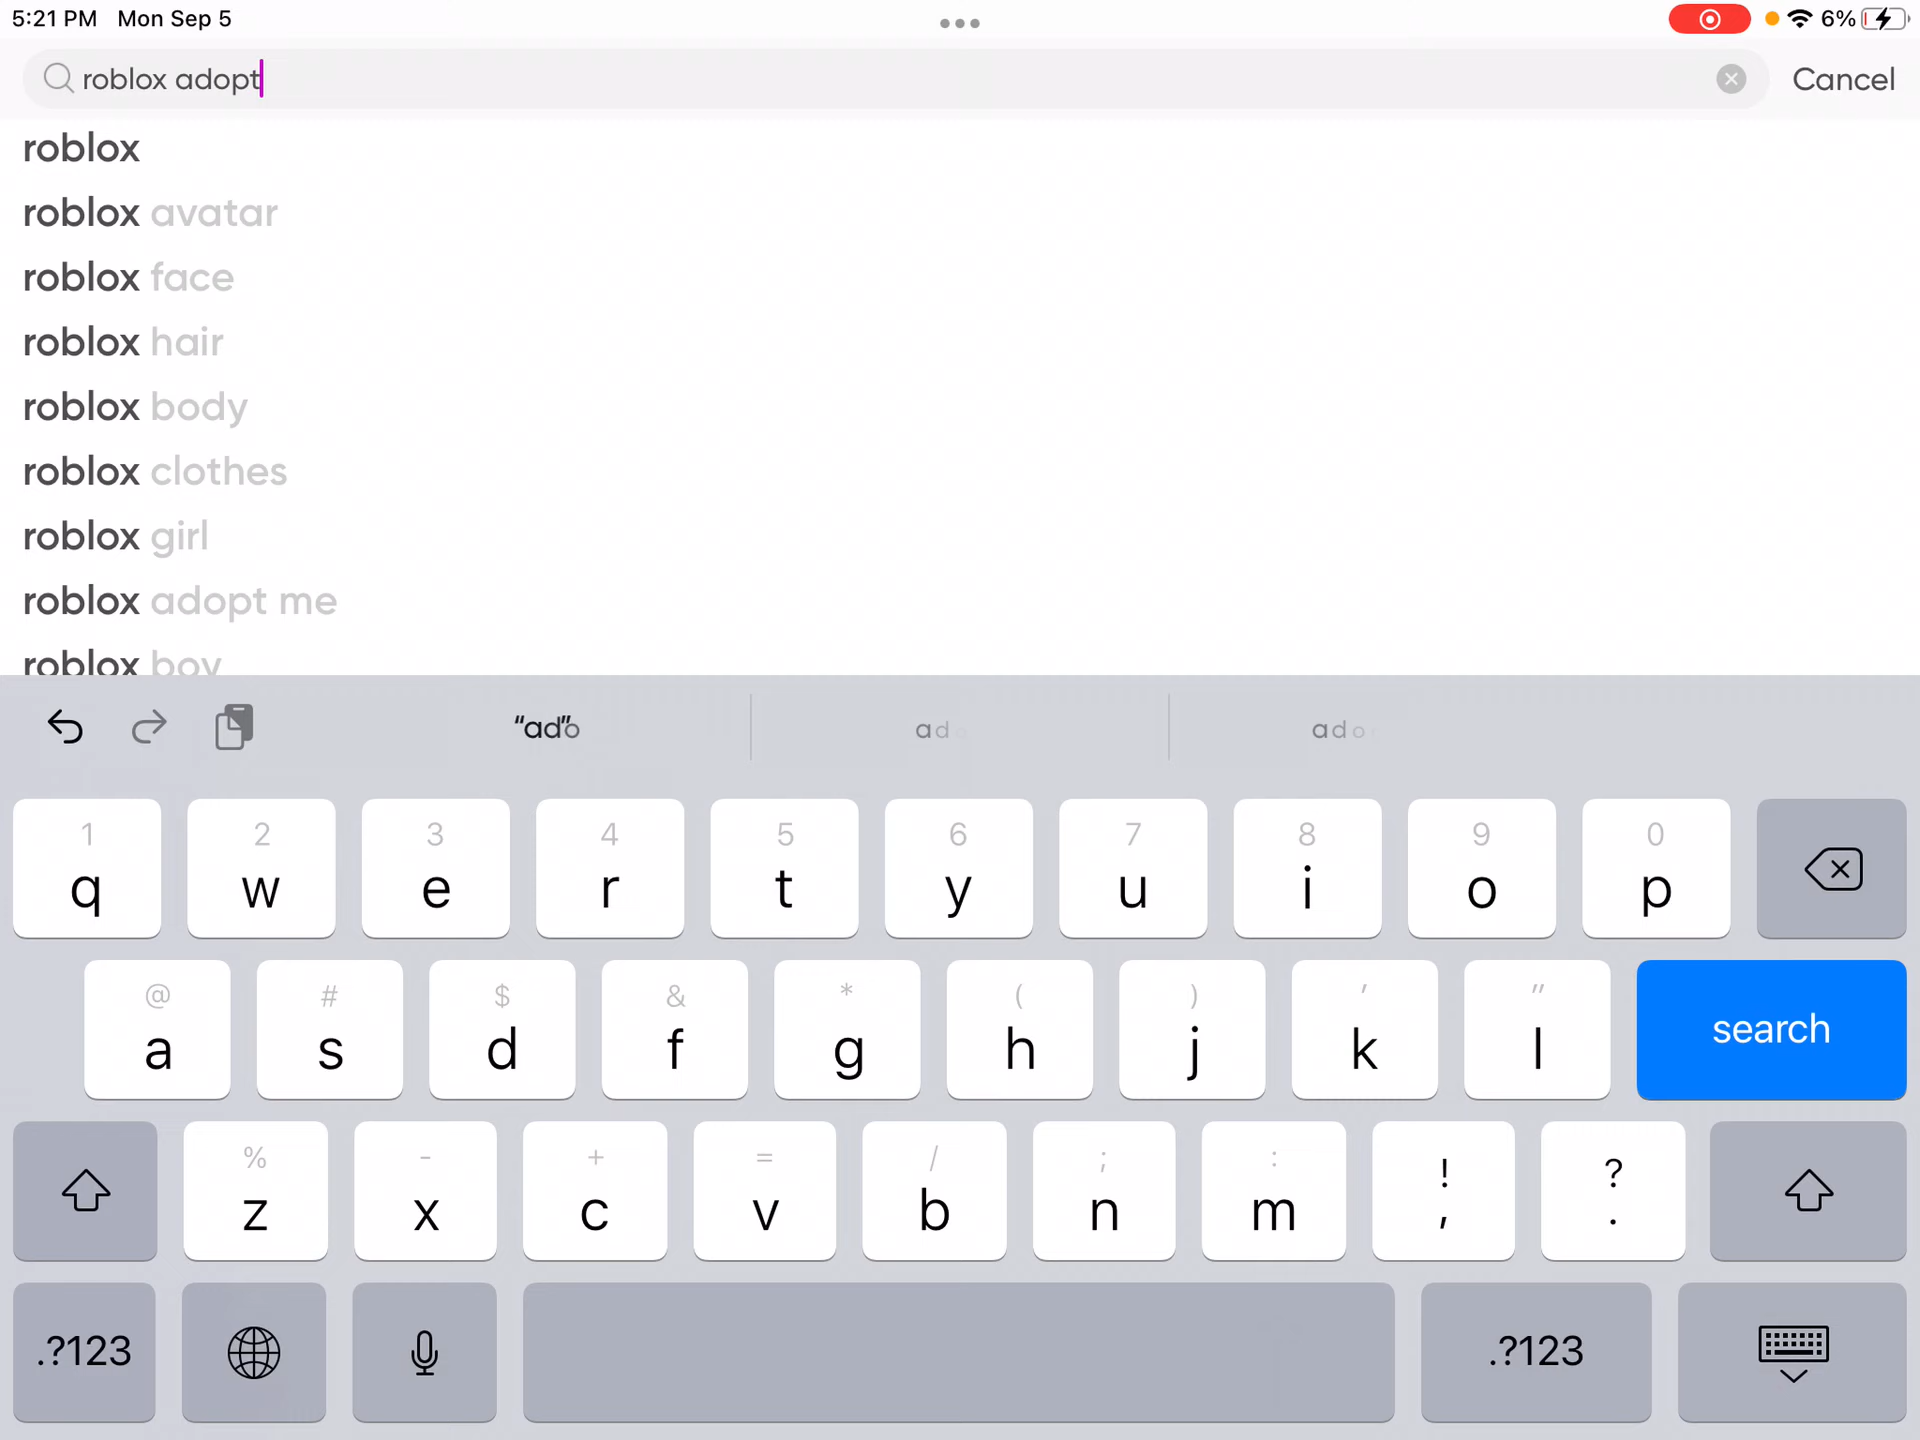 5:21 PM Mon Sep 5
6%
roblox adopt
Cancel
roblox
roblox avatar
roblox face
roblox hair
roblox body
roblox clothes
roblox girl
roblox adopt me
roblox boy
“ad”o ado ado
1 2 3 4 5 6 7 8 9 0
q w e r t y u i o p
@ # $ & * ( ) ' "
a s d f g h j k l search
% - + = / ; : ! ?
z x c v b n m , .
.?123 .?123